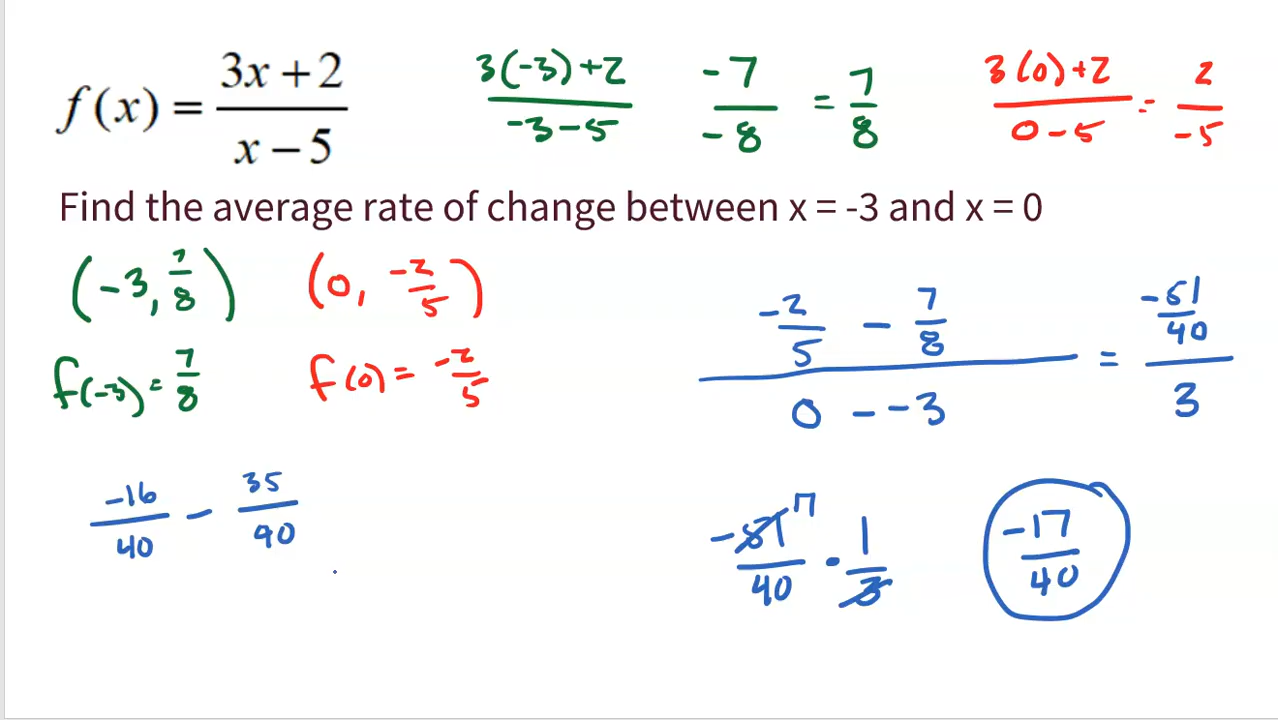 f(x) = (3x + 2)/(x − 5)
(3(-3)+2)/(-3-5) -7/-8 = 7/8
(3(0)+2)/(0-5) = 2/-5
Find the average rate of change between x = -3 and x = 0
(-3, 7/8) (0, -2/5)
f(-3) = 7/8 f(0) = -2/5
(-2/5 - 7/8)/(0 - -3) = (-51/40)/3
-16/40 - 35/40
-51/40 17 · 1/3
-17/40